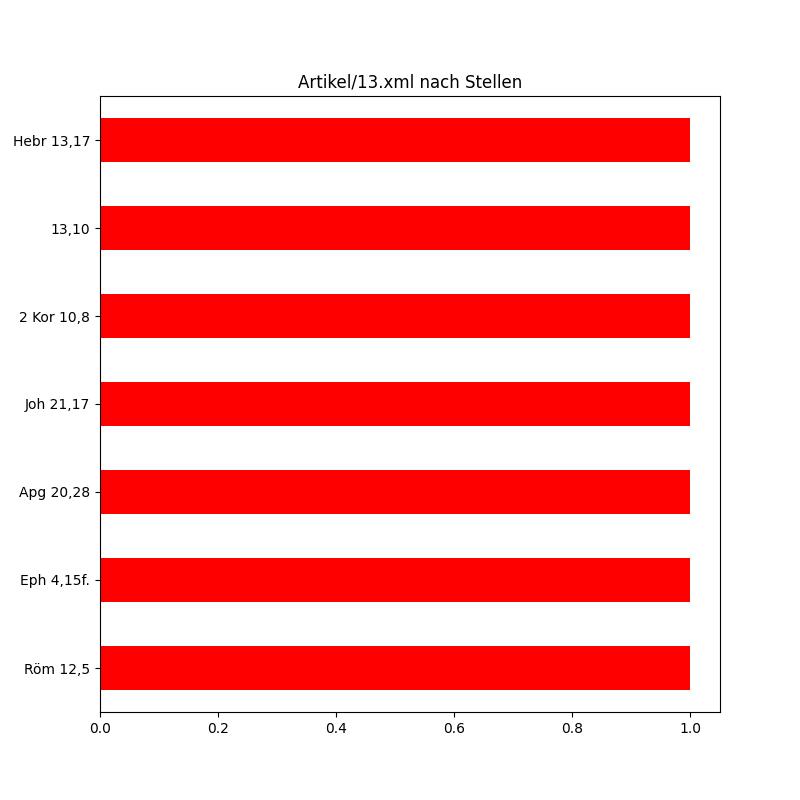 Artikel/13.xml nach Stellen
Hebr 13,17
13,10
2 Kor 10,8
Joh 21,17
Apg 20,28
Eph 4,15f.
Röm 12,5
0.0 0.2 0.4 0.6 0.8 1.0